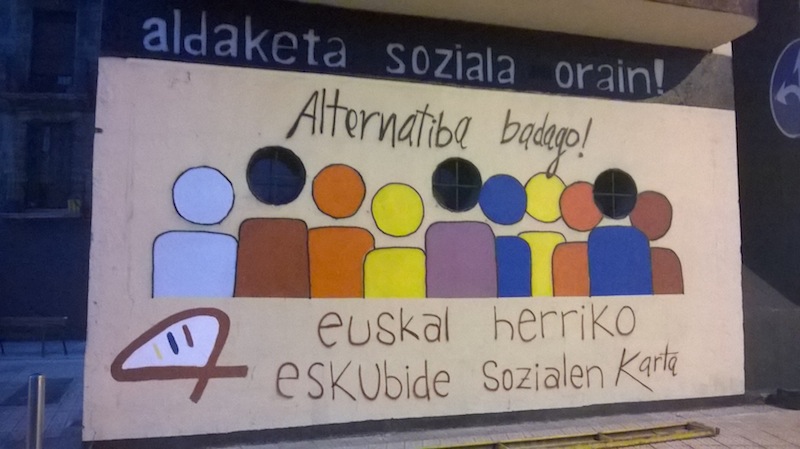 aldaketa soziala orain!
Alternatiba badago!
euskal herriko
eskubide sozialen Karta